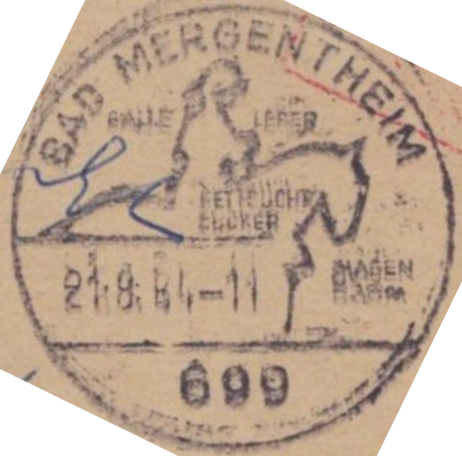 BAD MERGENTHEIM
GALLE LEBER
FETTSUCHT
ZUCKER
MAGEN
DARM
21.8.84-11
699